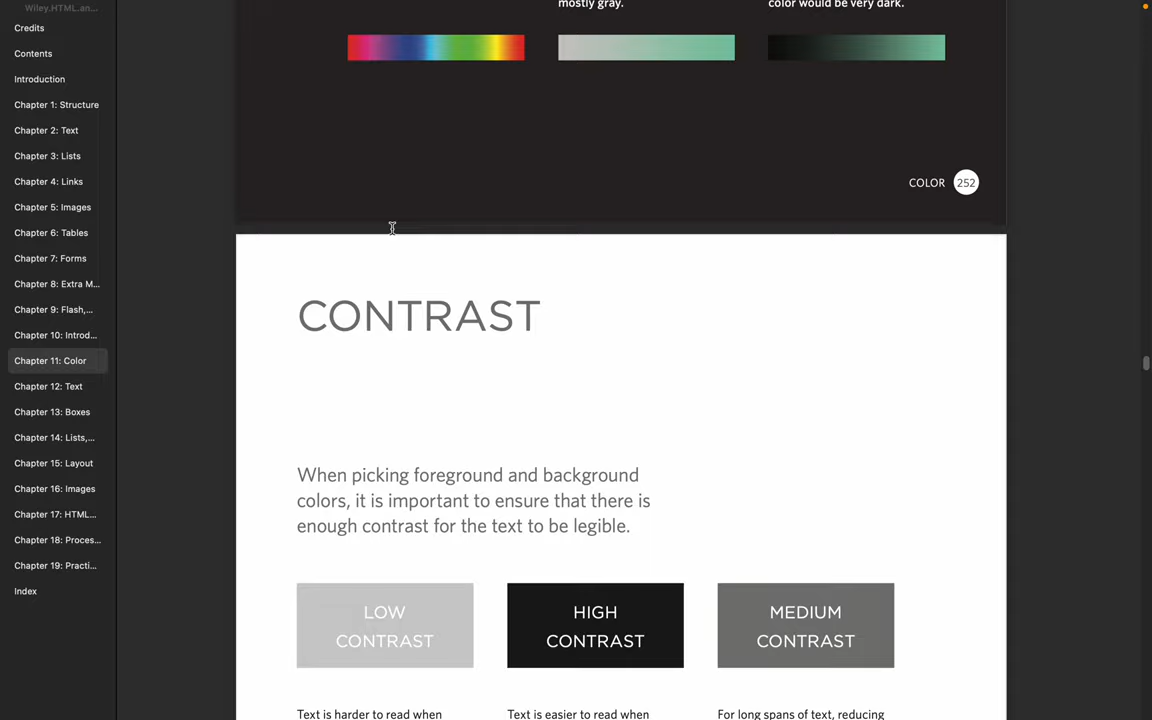 Wiley.HTML.an...
Credits
Contents
Introduction
Chapter 1: Structure
Chapter 2: Text
Chapter 3: Lists
Chapter 4: Links
Chapter 5: Images
Chapter 6: Tables
Chapter 7: Forms
Chapter 8: Extra M...
Chapter 9: Flash,...
Chapter 10: Introd...
Chapter 11: Color
Chapter 12: Text
Chapter 13: Boxes
Chapter 14: Lists,...
Chapter 15: Layout
Chapter 16: Images
Chapter 17: HTML...
Chapter 18: Proces...
Chapter 19: Practi...
Index
mostly gray.
color would be very dark.
COLOR 252
CONTRAST
When picking foreground and background
colors, it is important to ensure that there is
enough contrast for the text to be legible.
LOW
CONTRAST
HIGH
CONTRAST
MEDIUM
CONTRAST
Text is harder to read when
Text is easier to read when
For long spans of text, reducing